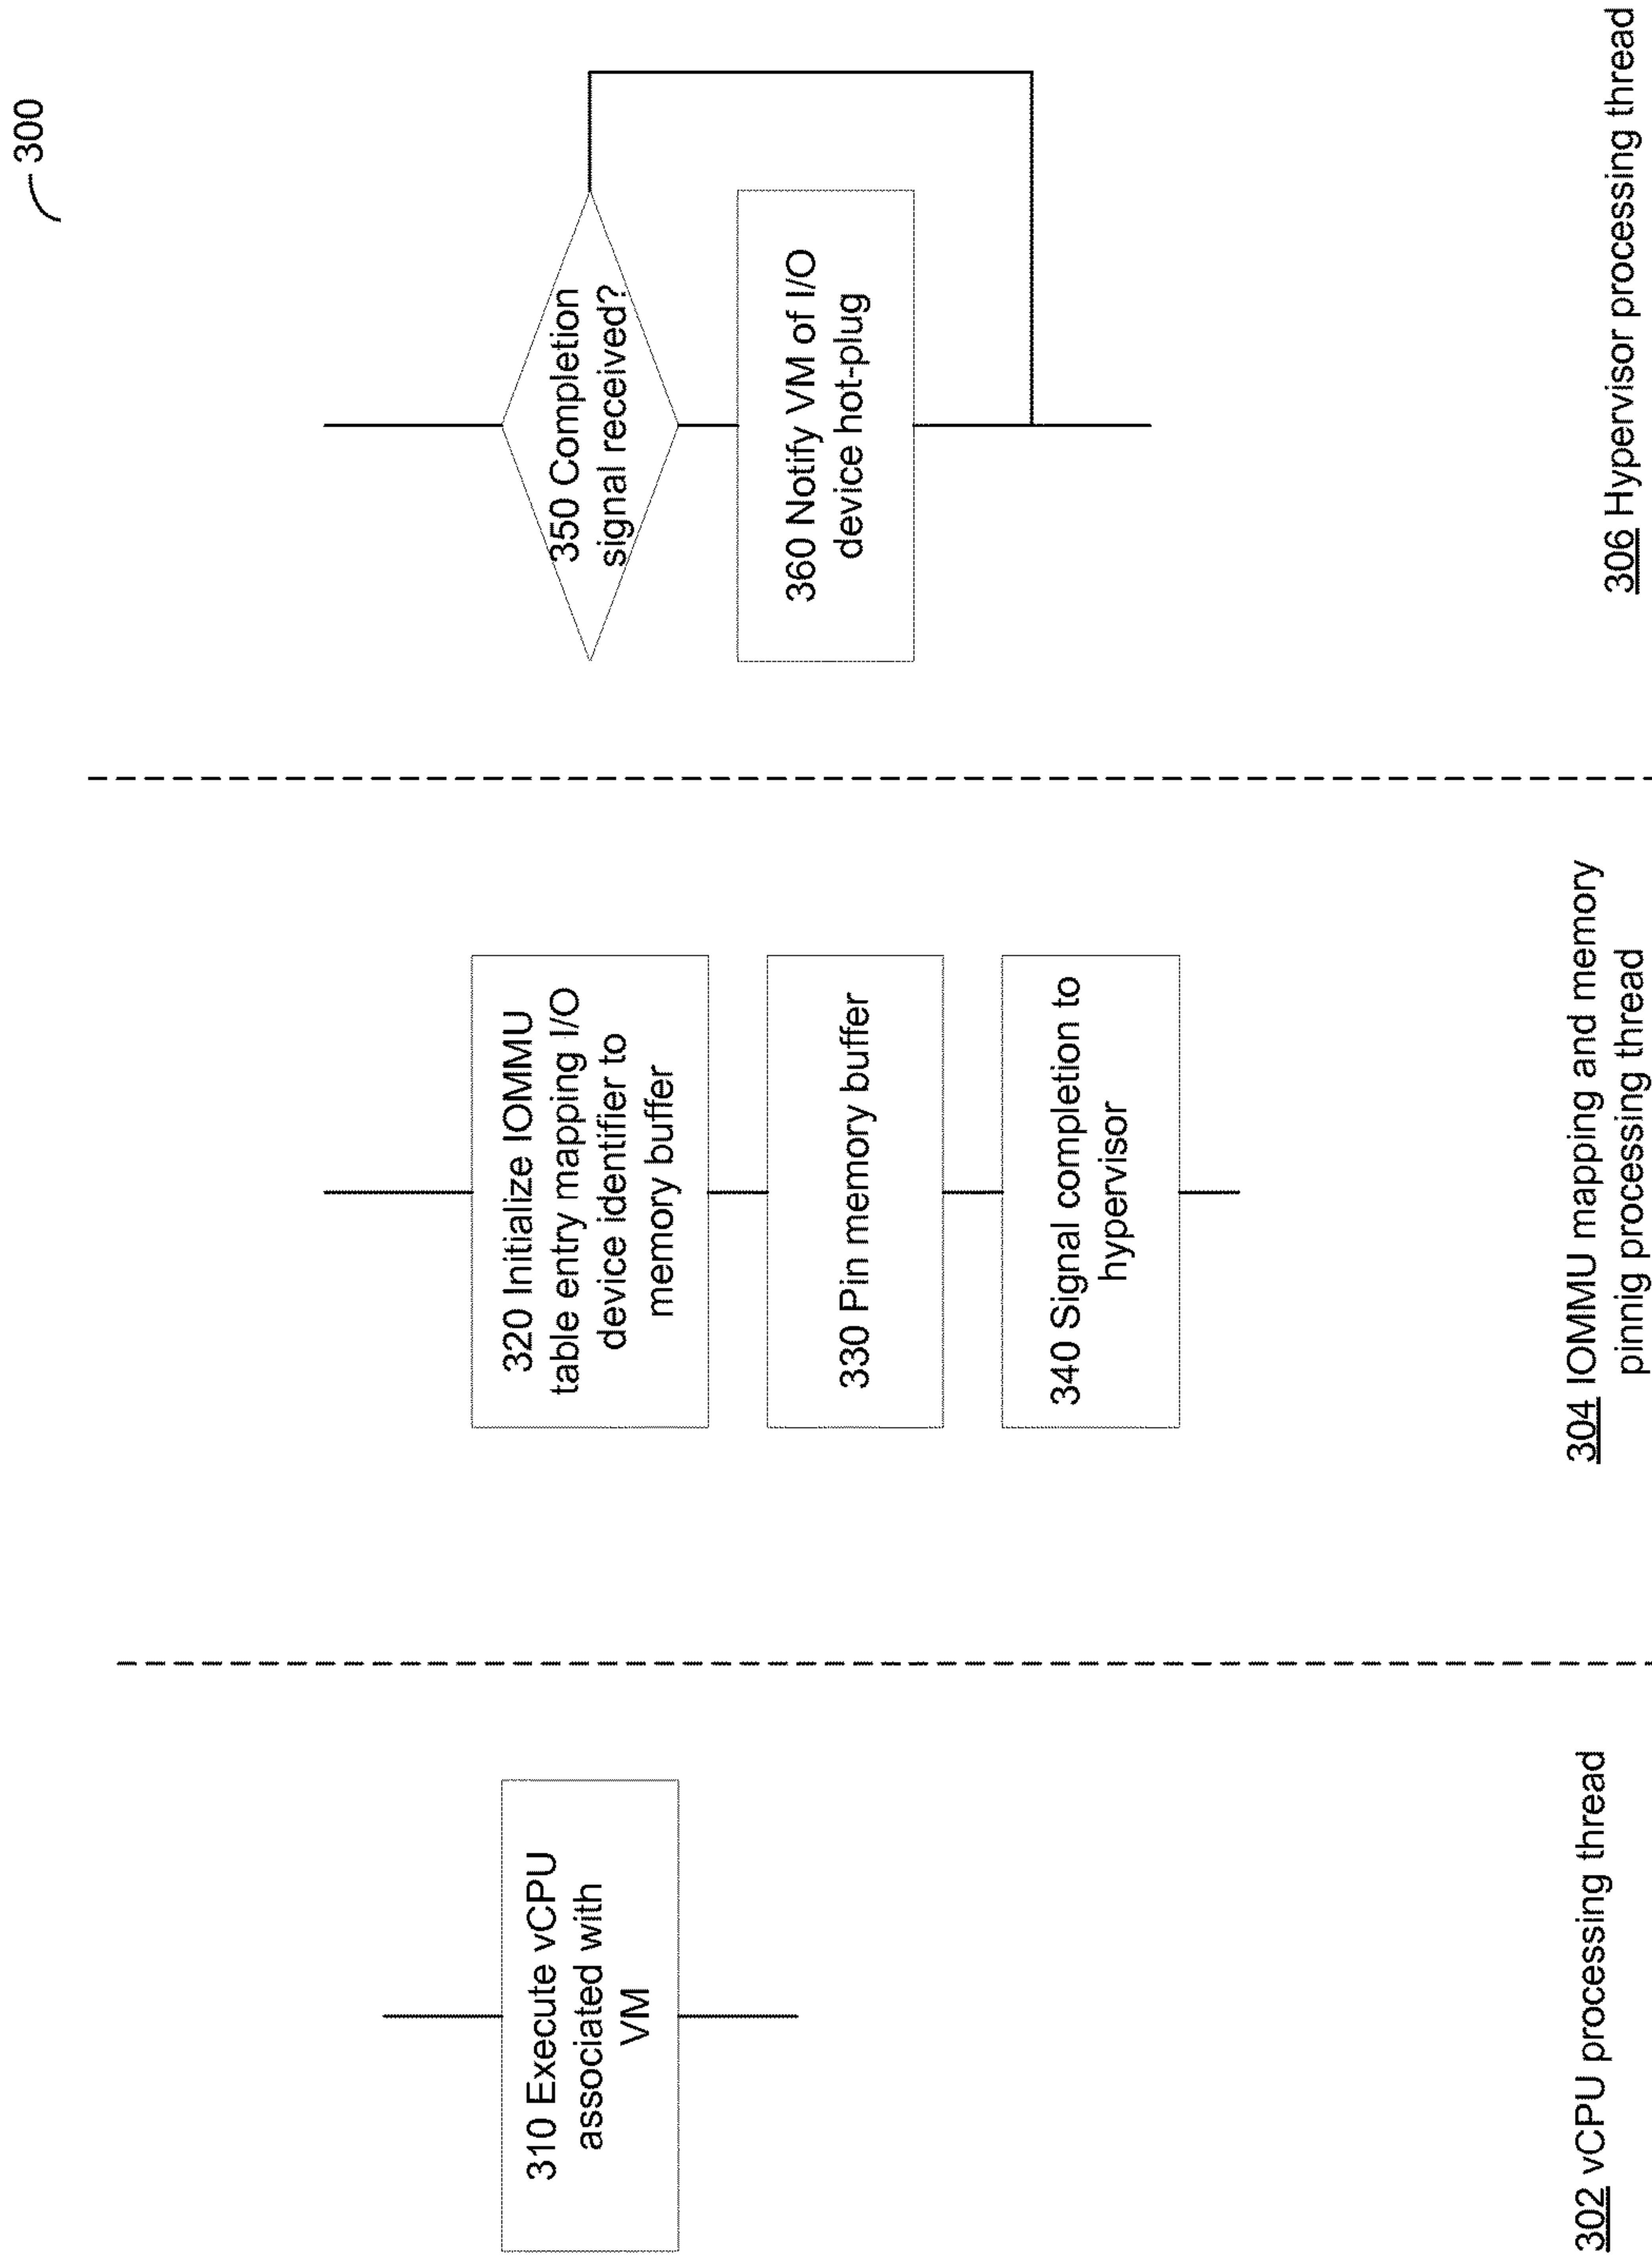 300
310 Execute vCPU
associated with
VM
302 vCPU processing thread
320 Initialize IOMMU
table entry mapping I/O
device identifier to
memory buffer
330 Pin memory buffer
340 Signal completion to
hypervisor
304 IOMMU mapping and memory
pinnig processing thread
350 Completion
signal received?
360 Notify VM of I/O
device hot-plug
306 Hypervisor processing thread